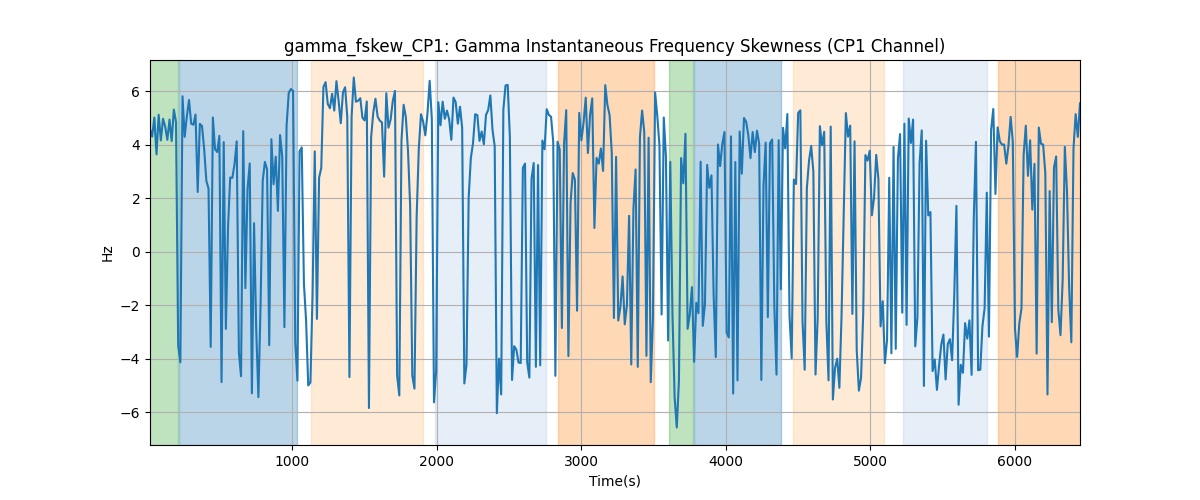 gamma_fskew_CP1: Gamma Instantaneous Frequency Skewness (CP1 Channel)
Hz
6
4
2
0
−2
−4
−6
1000 2000 3000 4000 5000 6000
Time(s)